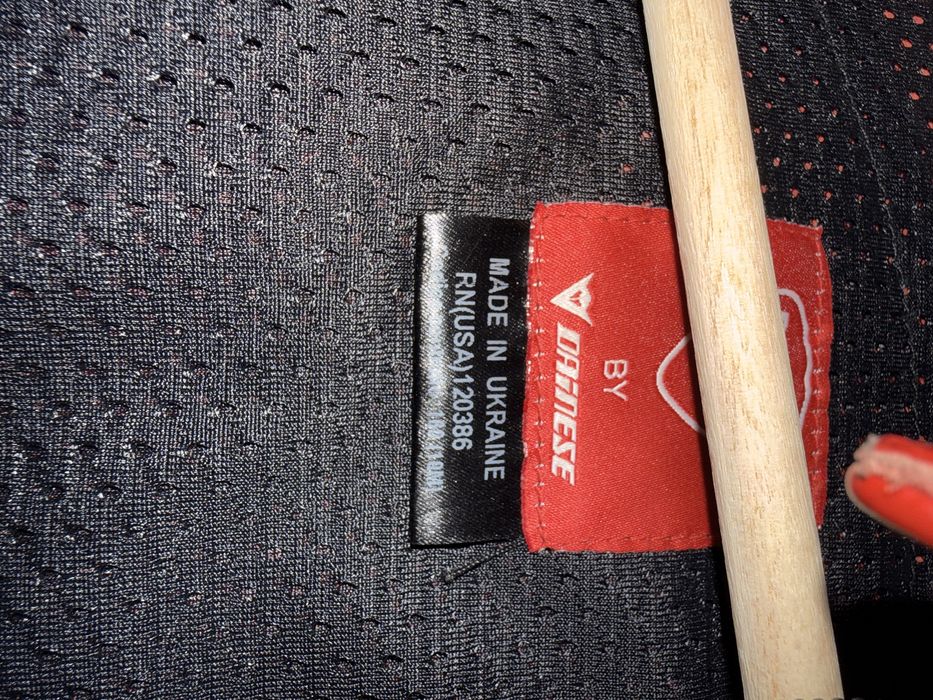 BY
DAINESE
MADE IN UKRAINE
RN(USA)120386